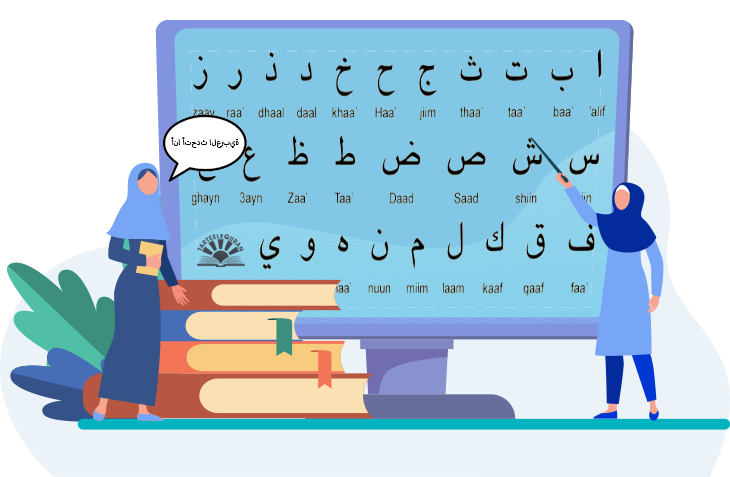 ا ب ت ث ج ح خ د ذ ر ز
zaay raa' dhaal daal khaa' Haa' jiim thaa' taa' baa' 'alif
أنا أتحدث العربية
س ش ص ض ط ظ ع
ghayn 3ayn Zaa' Taa' Daad Saad shiin
ف ق ك ل م ن ه و ي
TARTEELEQURAN
nuun miim laam kaaf qaaf faa'